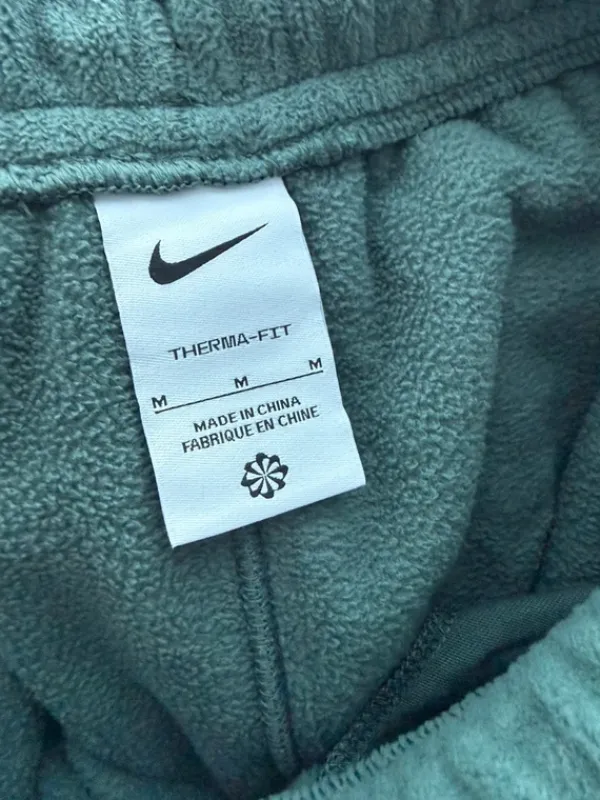 THERMA-FIT
M M M
MADE IN CHINA
FABRIQUE EN CHINE